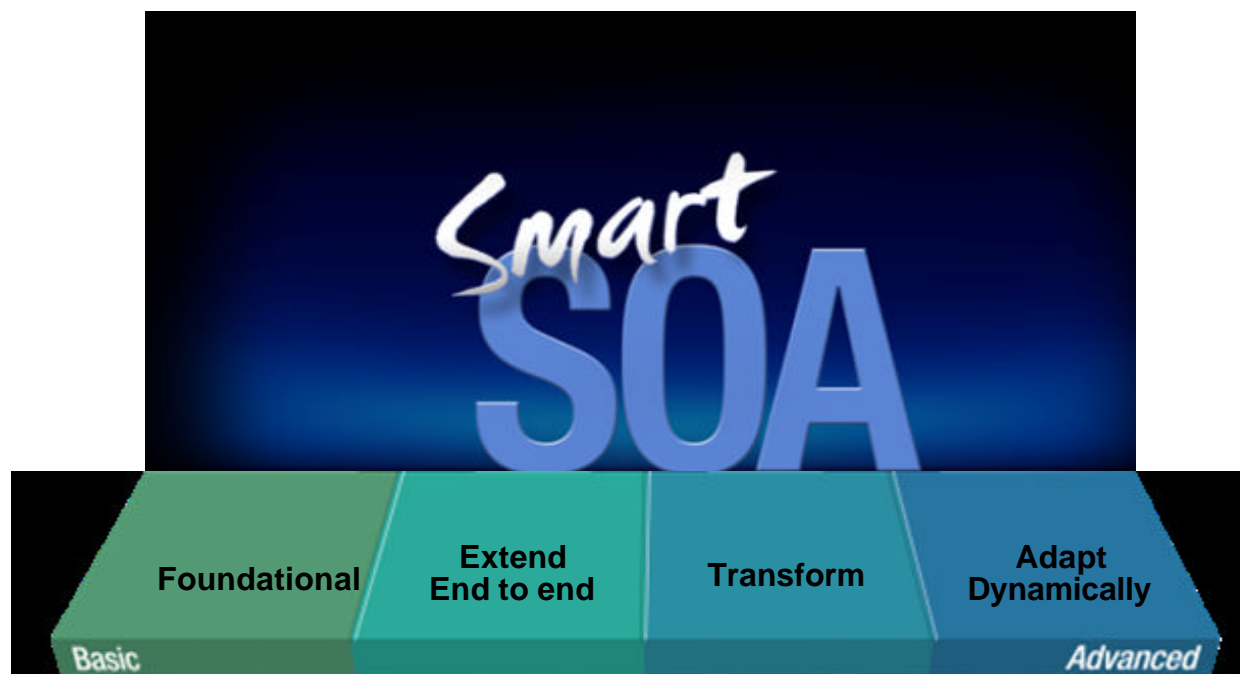 Smart
SOA
Foundational
Extend
End to end
Transform
Adapt
Dynamically
Basic
Advanced